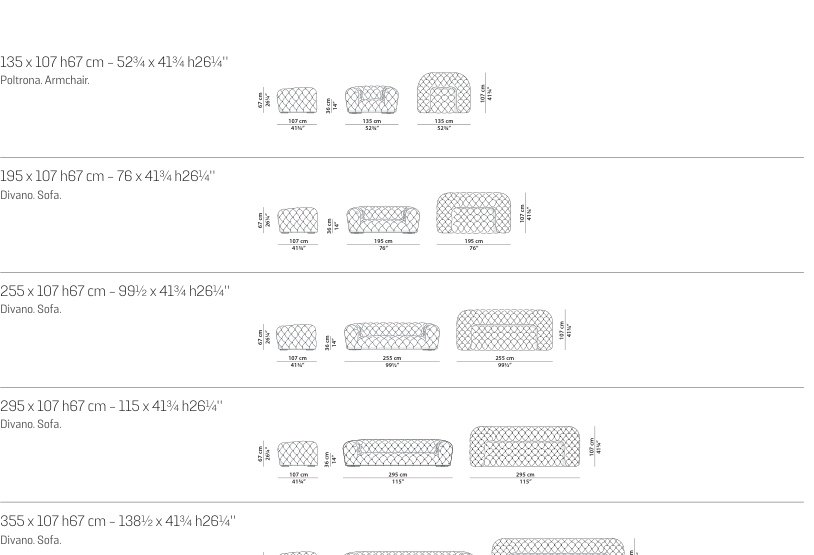 135 x 107 h67 cm – 52¾ x 41¾ h26¼"
Poltrona. Armchair.
67 cm
26¼"
107 cm
41¾"
36 cm
14"
135 cm
52¾"
135 cm
52¾"
107 cm
41¾"
195 x 107 h67 cm – 76 x 41¾ h26¼"
Divano. Sofa.
67 cm
26¼"
107 cm
41¾"
36 cm
14"
195 cm
76"
195 cm
76"
107 cm
41¾"
255 x 107 h67 cm – 99½ x 41¾ h26¼"
Divano. Sofa.
67 cm
26¼"
107 cm
41¾"
36 cm
14"
255 cm
99½"
255 cm
99½"
107 cm
41¾"
295 x 107 h67 cm – 115 x 41¾ h26¼"
Divano. Sofa.
67 cm
26¼"
107 cm
41¾"
36 cm
14"
295 cm
115"
295 cm
115"
107 cm
41¾"
355 x 107 h67 cm – 138½ x 41¾ h26¼"
Divano. Sofa.